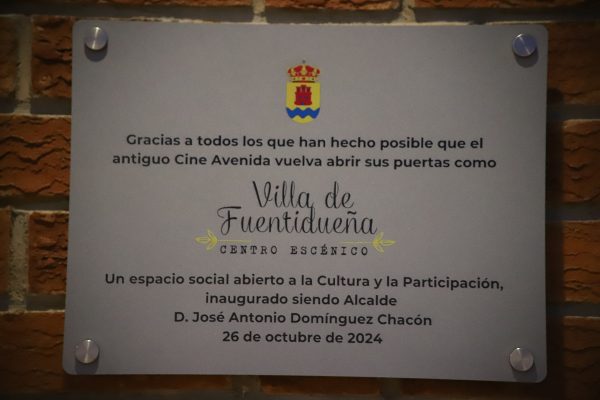 Gracias a todos los que han hecho posible que el
antiguo Cine Avenida vuelva abrir sus puertas como
Villa de
Fuentidueña
CENTRO ESCÉNICO
Un espacio social abierto a la Cultura y la Participación,
inaugurado siendo Alcalde
D. José Antonio Domínguez Chacón
26 de octubre de 2024